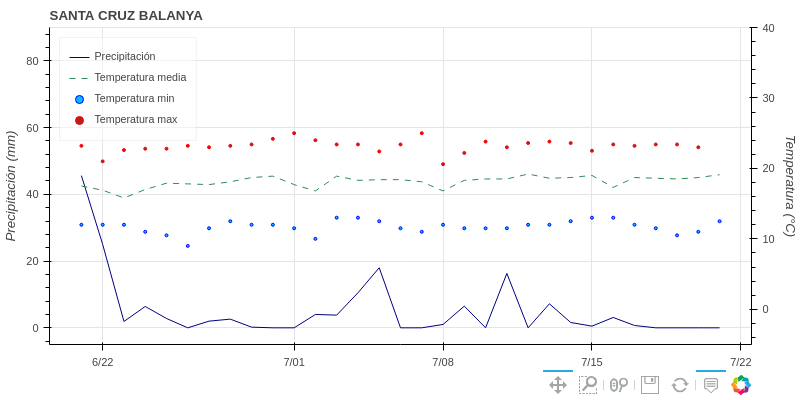 SANTA CRUZ BALANYA
Precipitación
Temperatura media
Temperatura min
Temperatura max
Precipitación (mm)
80
60
40
20
0
Temperatura (°C)
40
30
20
10
0
6/22
7/01
7/08
7/15
7/22